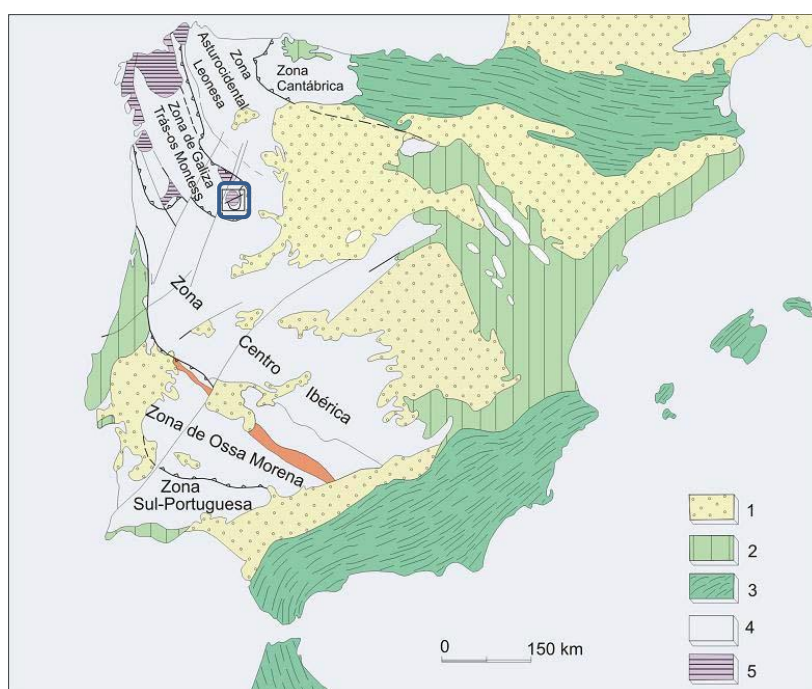 Zona
Asturocidental
Leonesa
Zona
Cantábrica
Zona de Galiza
Trás-os Montess
Zona
Centro
Ibérica
Zona de Ossa Morena
Zona
Sul-Portuguesa
1
2
3
4
5
0 150 km